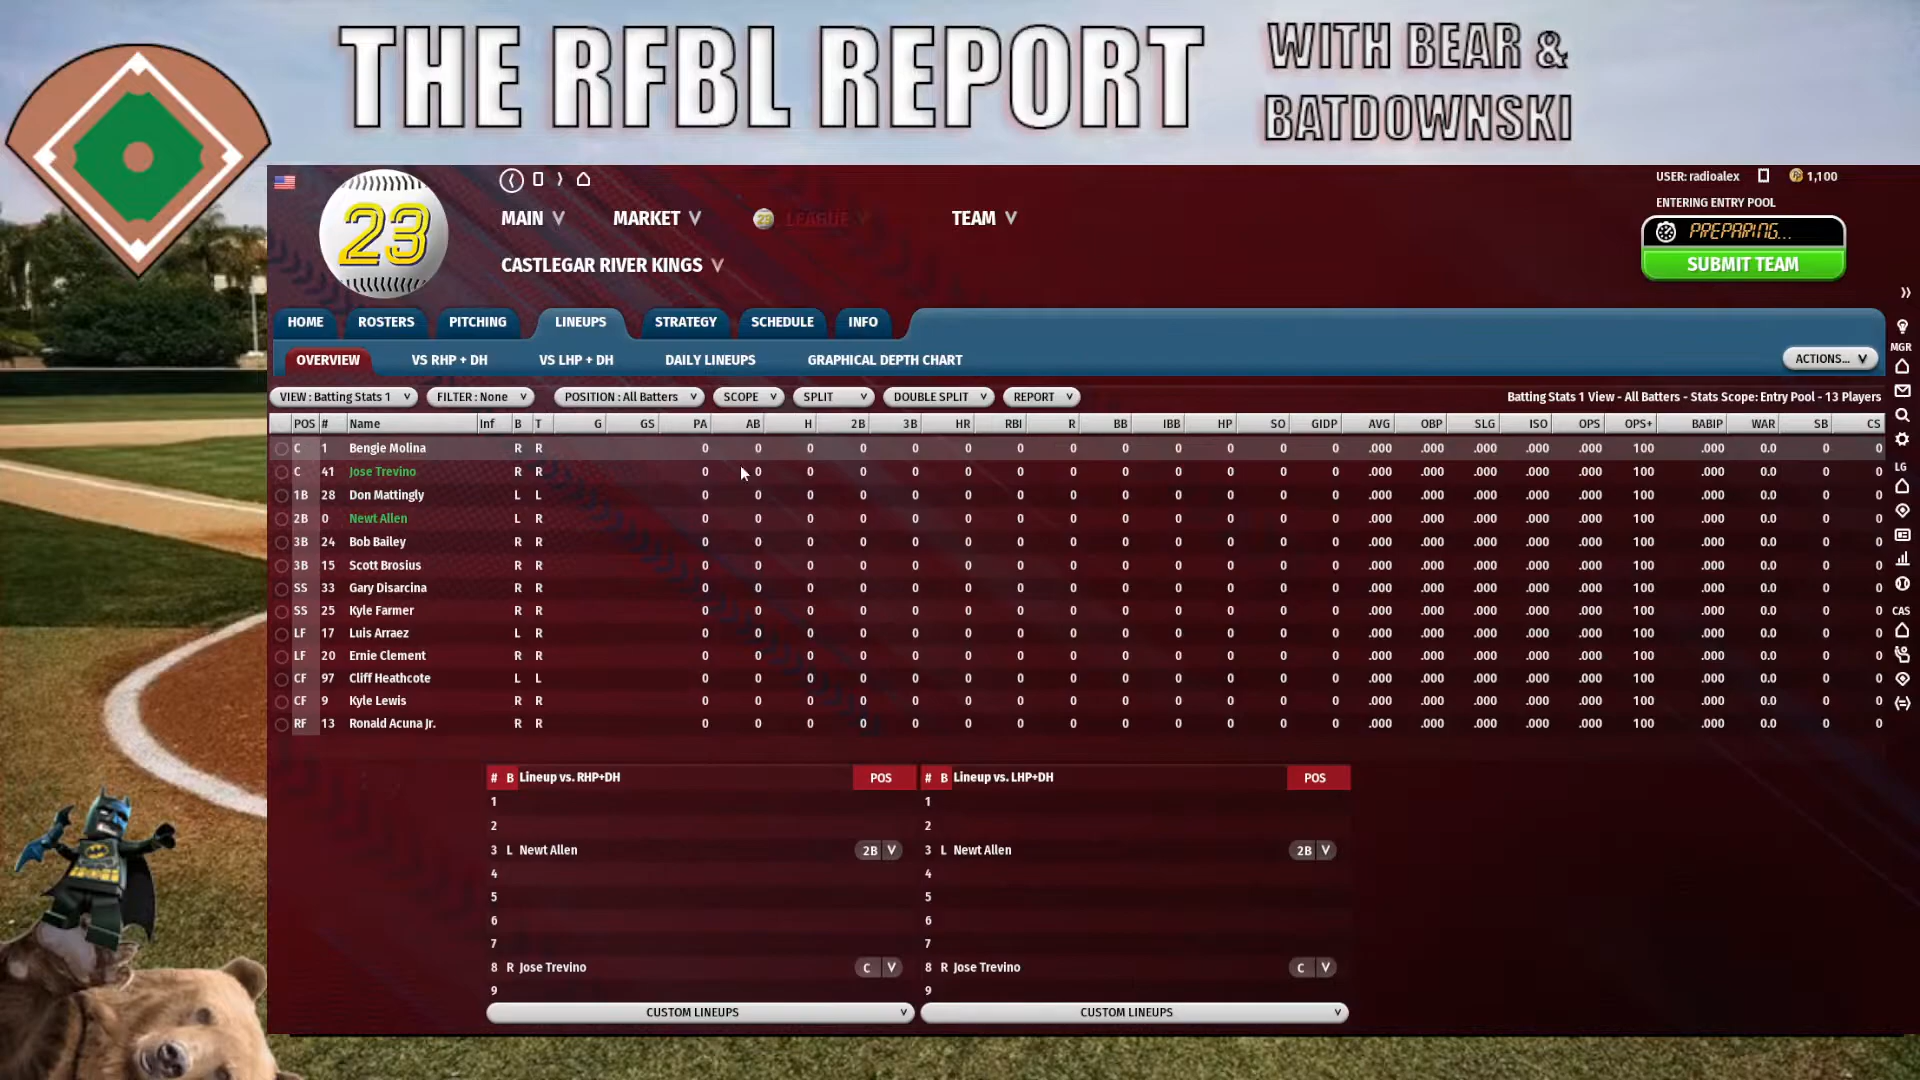 THE RFBL REPORT
WITH BEAR &
BATDOWNSKI
23
MAIN
MARKET
23
LEAGUE
TEAM
CASTLEGAR RIVER KINGS
USER: radioalex
1,100
ENTERING ENTRY POOL
PREPARING...
SUBMIT TEAM
HOME ROSTERS PITCHING LINEUPS STRATEGY SCHEDULE INFO
OVERVIEW VS RHP + DH VS LHP + DH DAILY LINEUPS GRAPHICAL DEPTH CHART ACTIONS...
VIEW : Batting Stats 1 FILTER : None POSITION : All Batters SCOPE SPLIT DOUBLE SPLIT REPORT Batting Stats 1 View - All Batters - Stats Scope: Entry Pool - 13 Players
POS # Name Inf B T G GS PA AB H 2B 3B HR RBI R BB IBB HP SO GIDP AVG OBP SLG ISO OPS OPS+ BABIP WAR SB CS
C 1 Bengie Molina R R 0 0 0 0 0 0 0 0 0 0 0 0 0 .000 .000 .000 .000 .000 100 .000 0.0 0 0
C 41 Jose Trevino R R 0 0 0 0 0 0 0 0 0 0 0 0 0 .000 .000 .000 .000 .000 100 .000 0.0 0 0
1B 28 Don Mattingly L L 0 0 0 0 0 0 0 0 0 0 0 0 0 .000 .000 .000 .000 .000 100 .000 0.0 0 0
2B 0 Newt Allen L R 0 0 0 0 0 0 0 0 0 0 0 0 0 .000 .000 .000 .000 .000 100 .000 0.0 0 0
3B 24 Bob Bailey R R 0 0 0 0 0 0 0 0 0 0 0 0 0 .000 .000 .000 .000 .000 100 .000 0.0 0 0
3B 15 Scott Brosius R R 0 0 0 0 0 0 0 0 0 0 0 0 0 .000 .000 .000 .000 .000 100 .000 0.0 0 0
SS 33 Gary Disarcina R R 0 0 0 0 0 0 0 0 0 0 0 0 0 .000 .000 .000 .000 .000 100 .000 0.0 0 0
SS 25 Kyle Farmer R R 0 0 0 0 0 0 0 0 0 0 0 0 0 .000 .000 .000 .000 .000 100 .000 0.0 0 0
LF 17 Luis Arraez L R 0 0 0 0 0 0 0 0 0 0 0 0 0 .000 .000 .000 .000 .000 100 .000 0.0 0 0
LF 20 Ernie Clement R R 0 0 0 0 0 0 0 0 0 0 0 0 0 .000 .000 .000 .000 .000 100 .000 0.0 0 0
CF 97 Cliff Heathcote L L 0 0 0 0 0 0 0 0 0 0 0 0 0 .000 .000 .000 .000 .000 100 .000 0.0 0 0
CF 9 Kyle Lewis R R 0 0 0 0 0 0 0 0 0 0 0 0 0 .000 .000 .000 .000 .000 100 .000 0.0 0 0
RF 13 Ronald Acuna Jr. R R 0 0 0 0 0 0 0 0 0 0 0 0 0 .000 .000 .000 .000 .000 100 .000 0.0 0 0
MGR
LG
CAS
# B Lineup vs. RHP+DH POS
1
2
3 L Newt Allen 2B
4
5
6
7
8 R Jose Trevino C
9
CUSTOM LINEUPS
# B Lineup vs. LHP+DH POS
1
2
3 L Newt Allen 2B
4
5
6
7
8 R Jose Trevino C
9
CUSTOM LINEUPS